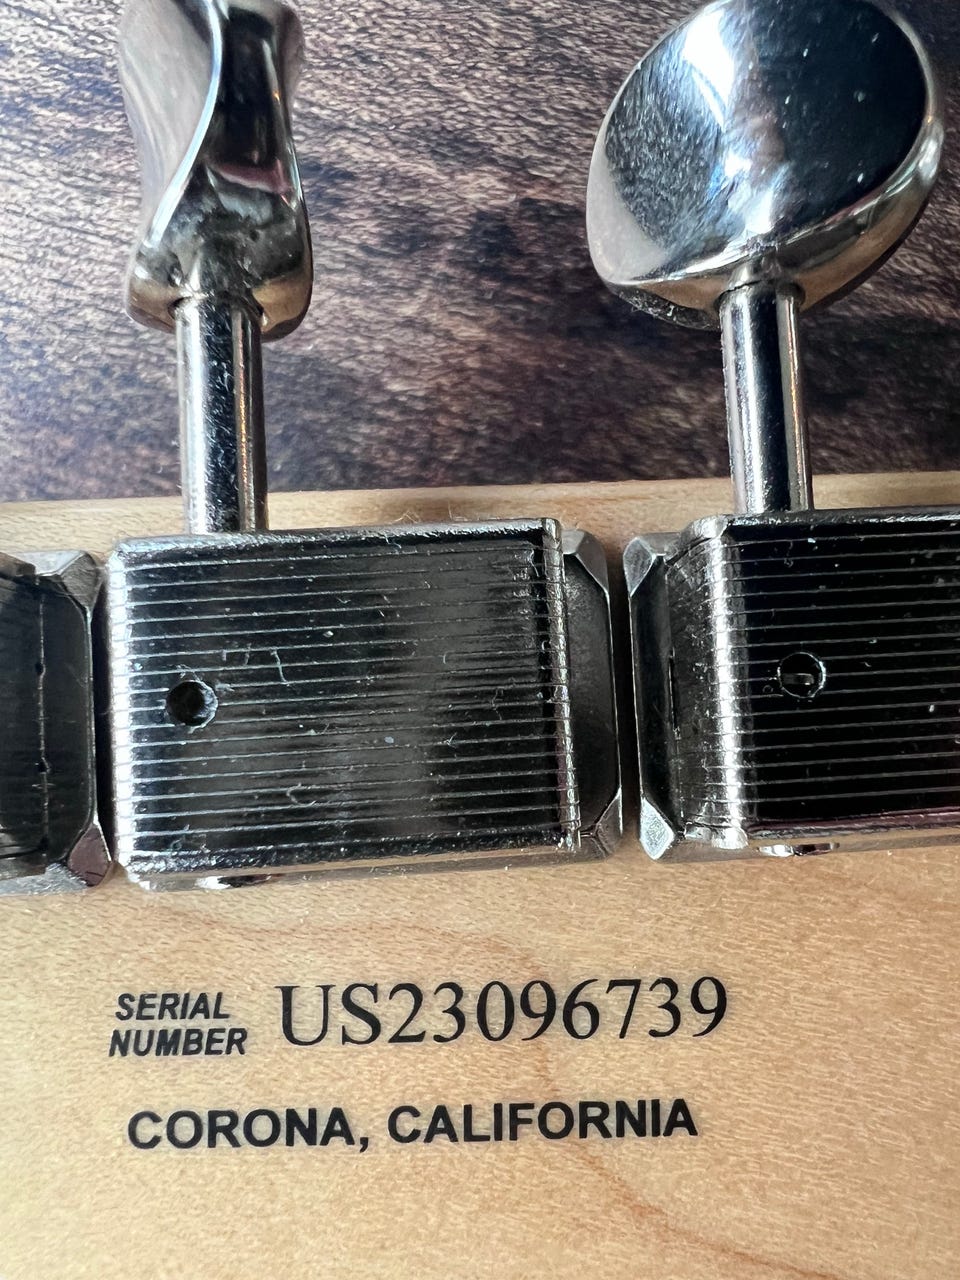 SERIAL
NUMBER US23096739
CORONA, CALIFORNIA